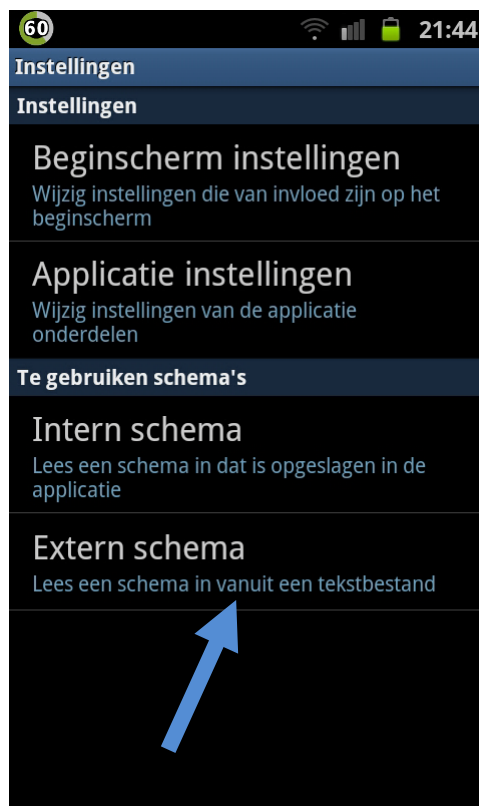 60 21:44
Instellingen
Instellingen
Beginscherm instellingen
Wijzig instellingen die van invloed zijn op het
beginscherm
Applicatie instellingen
Wijzig instellingen van de applicatie
onderdelen
Te gebruiken schema's
Intern schema
Lees een schema in dat is opgeslagen in de
applicatie
Extern schema
Lees een schema in vanuit een tekstbestand